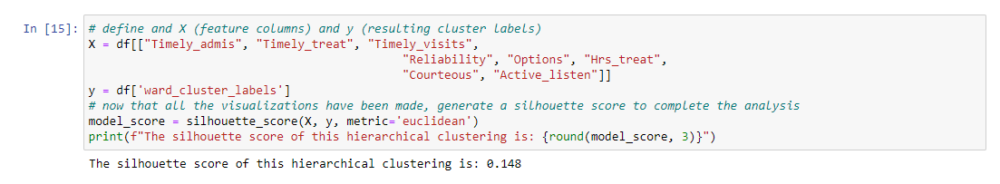 In [15]: # define and X (feature columns) and y (resulting cluster labels)
X = df[["Timely_admis", "Timely_treat", "Timely_visits",
"Reliability", "Options", "Hrs_treat",
"Courteous", "Active_listen"]]
y = df['ward_cluster_labels']
# now that all the visualizations have been made, generate a silhouette score to complete the analysis
model_score = silhouette_score(X, y, metric='euclidean')
print(f"The silhouette score of this hierarchical clustering is: {round(model_score, 3)}")
The silhouette score of this hierarchical clustering is: 0.148